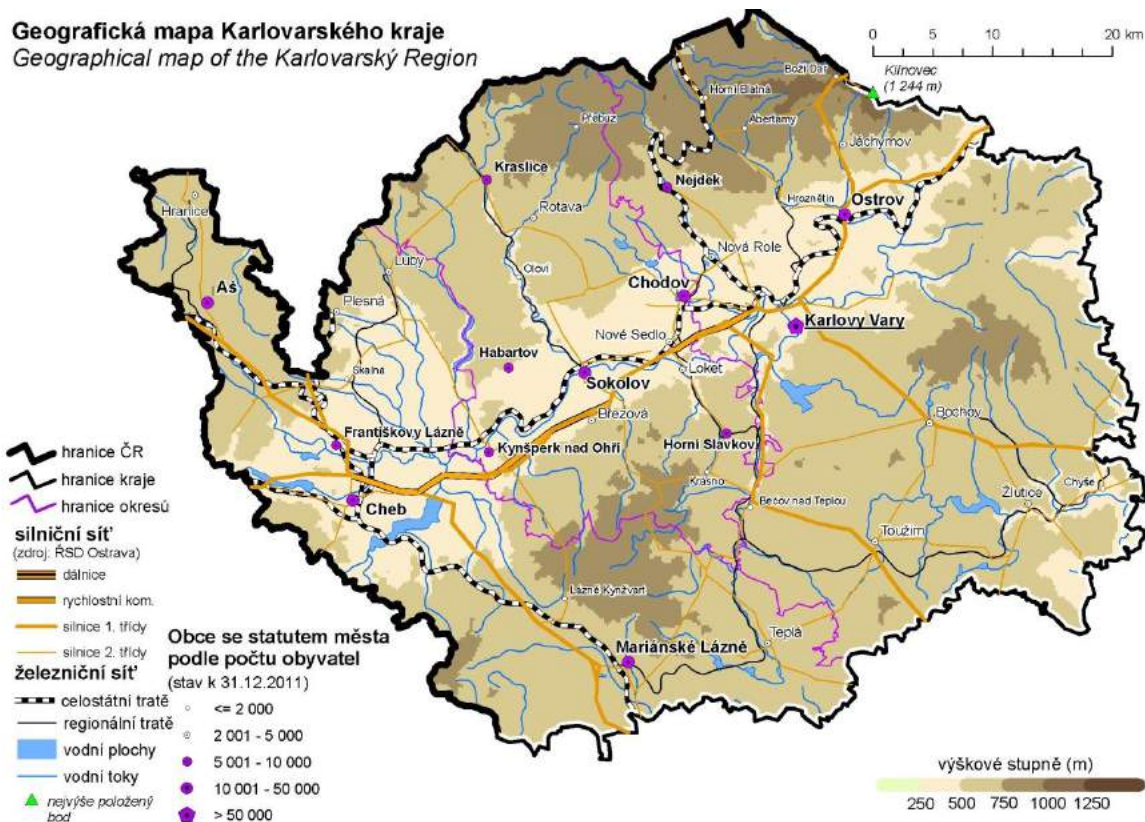 Geografická mapa Karlovarského kraje
Geographical map of the Karlovarský Region
0 5 10 20 km
Klínovec
(1 244 m)
Boží Dar
Horní Blatná
Abertamy
Přebuz
Jáchymov
Kraslice
Nejdek
Hroznětín
Ostrov
Hranice
Rotava
Nová Role
Luby
Oloví
Aš
Chodov
Plesná
Karlovy Vary
Nové Sedlo
Habartov
Skalná
Sokolov
Loket
Březová
Bochov
Františkovy Lázně
Horní Slavkov
Kynšperk nad Ohří
Krásno
Chyše
Žlutice
Bečov nad Teplou
Cheb
Toužim
Lázně Kynžvart
Teplá
Mariánské Lázně
hranice ČR
hranice kraje
hranice okresů
silniční síť
(zdroj: ŘSD Ostrava)
dálnice
rychlostní kom.
silnice 1. třídy
silnice 2. třídy
železniční síť
celostátní tratě
regionální tratě
vodní plochy
vodní toky
nejvýše položený
bod
Obce se statutem města
podle počtu obyvatel
(stav k 31.12.2011)
<= 2 000
2 001 - 5 000
5 001 - 10 000
10 001 - 50 000
> 50 000
výškové stupně (m)
250 500 750 1000 1250